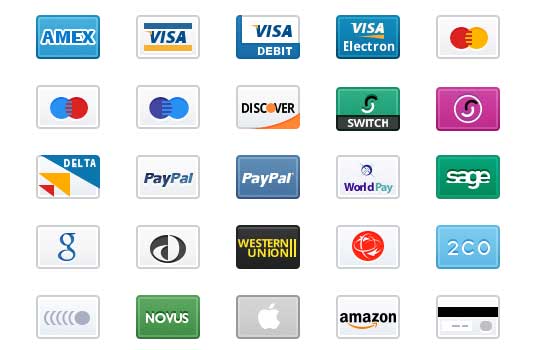 AMEX
VISA
VISA
DEBIT
VISA
Electron
DISCOVER
SWITCH
DELTA
PayPal
PayPal
WorldPay
sage
g
WESTERN
UNION
2CO
NOVUS
amazon